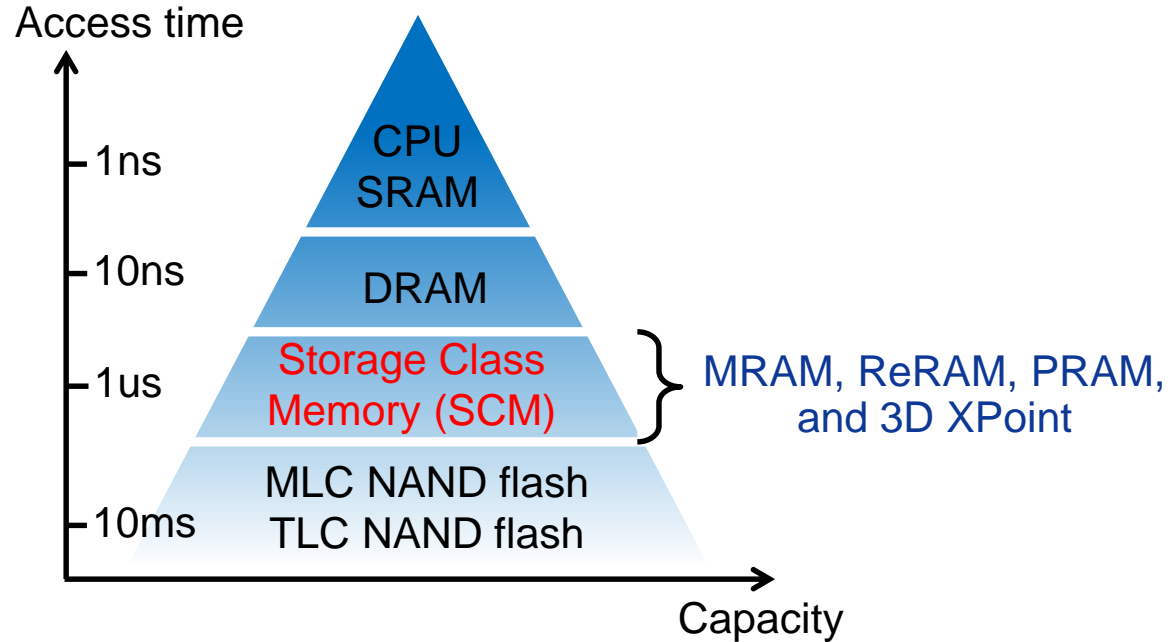 Access time
1ns
10ns
1us
10ms
CPU
SRAM
DRAM
Storage Class
Memory (SCM)
MLC NAND flash
TLC NAND flash
MRAM, ReRAM, PRAM,
and 3D XPoint
Capacity